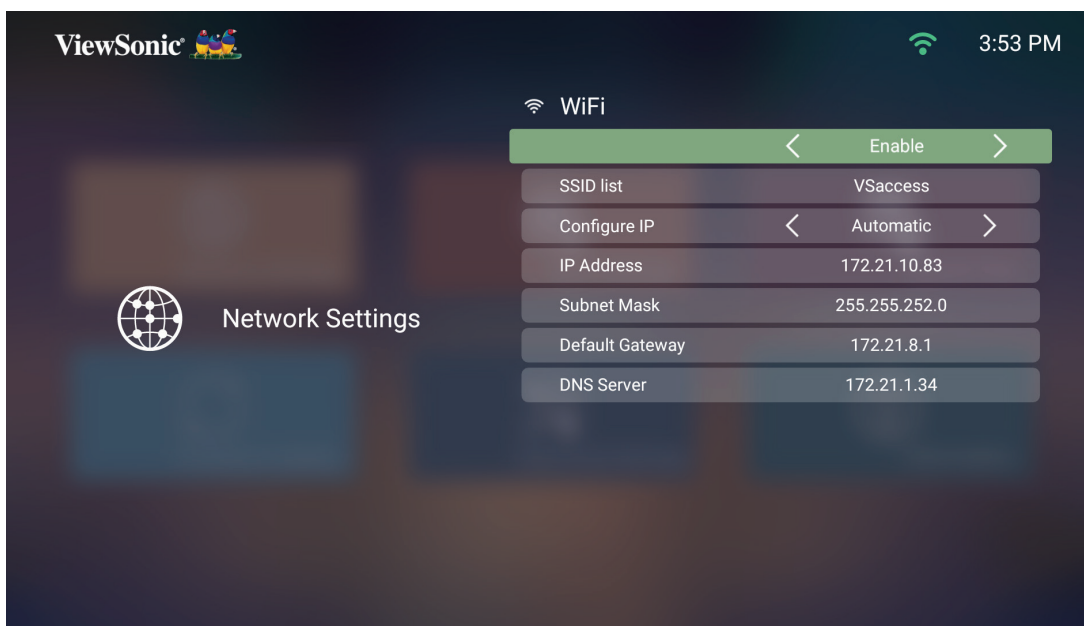 ViewSonic®
3:53 PM
WiFi
Enable
SSID list VSaccess
Configure IP Automatic
IP Address 172.21.10.83
Network Settings
Subnet Mask 255.255.252.0
Default Gateway 172.21.8.1
DNS Server 172.21.1.34